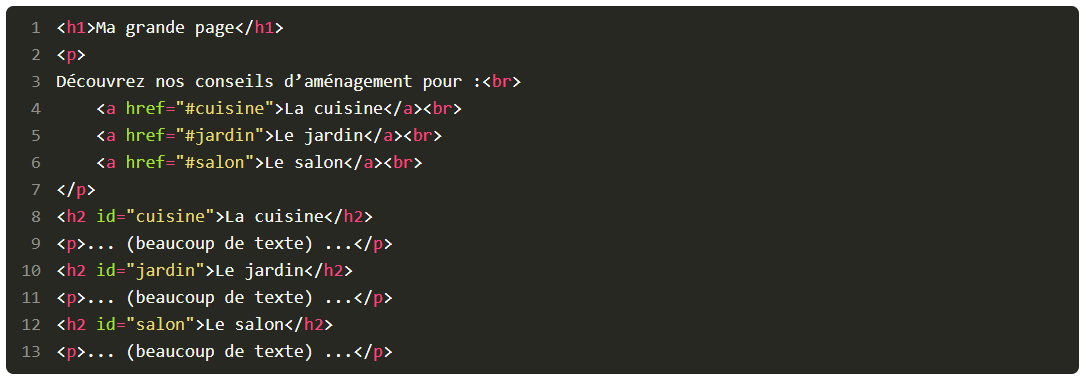 1 <h1>Ma grande page</h1>
2 <p>
3 Découvrez nos conseils d’aménagement pour :<br>
4     <a href="#cuisine">La cuisine</a><br>
5     <a href="#jardin">Le jardin</a><br>
6     <a href="#salon">Le salon</a><br>
7 </p>
8 <h2 id="cuisine">La cuisine</h2>
9 <p>... (beaucoup de texte) ...</p>
10 <h2 id="jardin">Le jardin</h2>
11 <p>... (beaucoup de texte) ...</p>
12 <h2 id="salon">Le salon</h2>
13 <p>... (beaucoup de texte) ...</p>